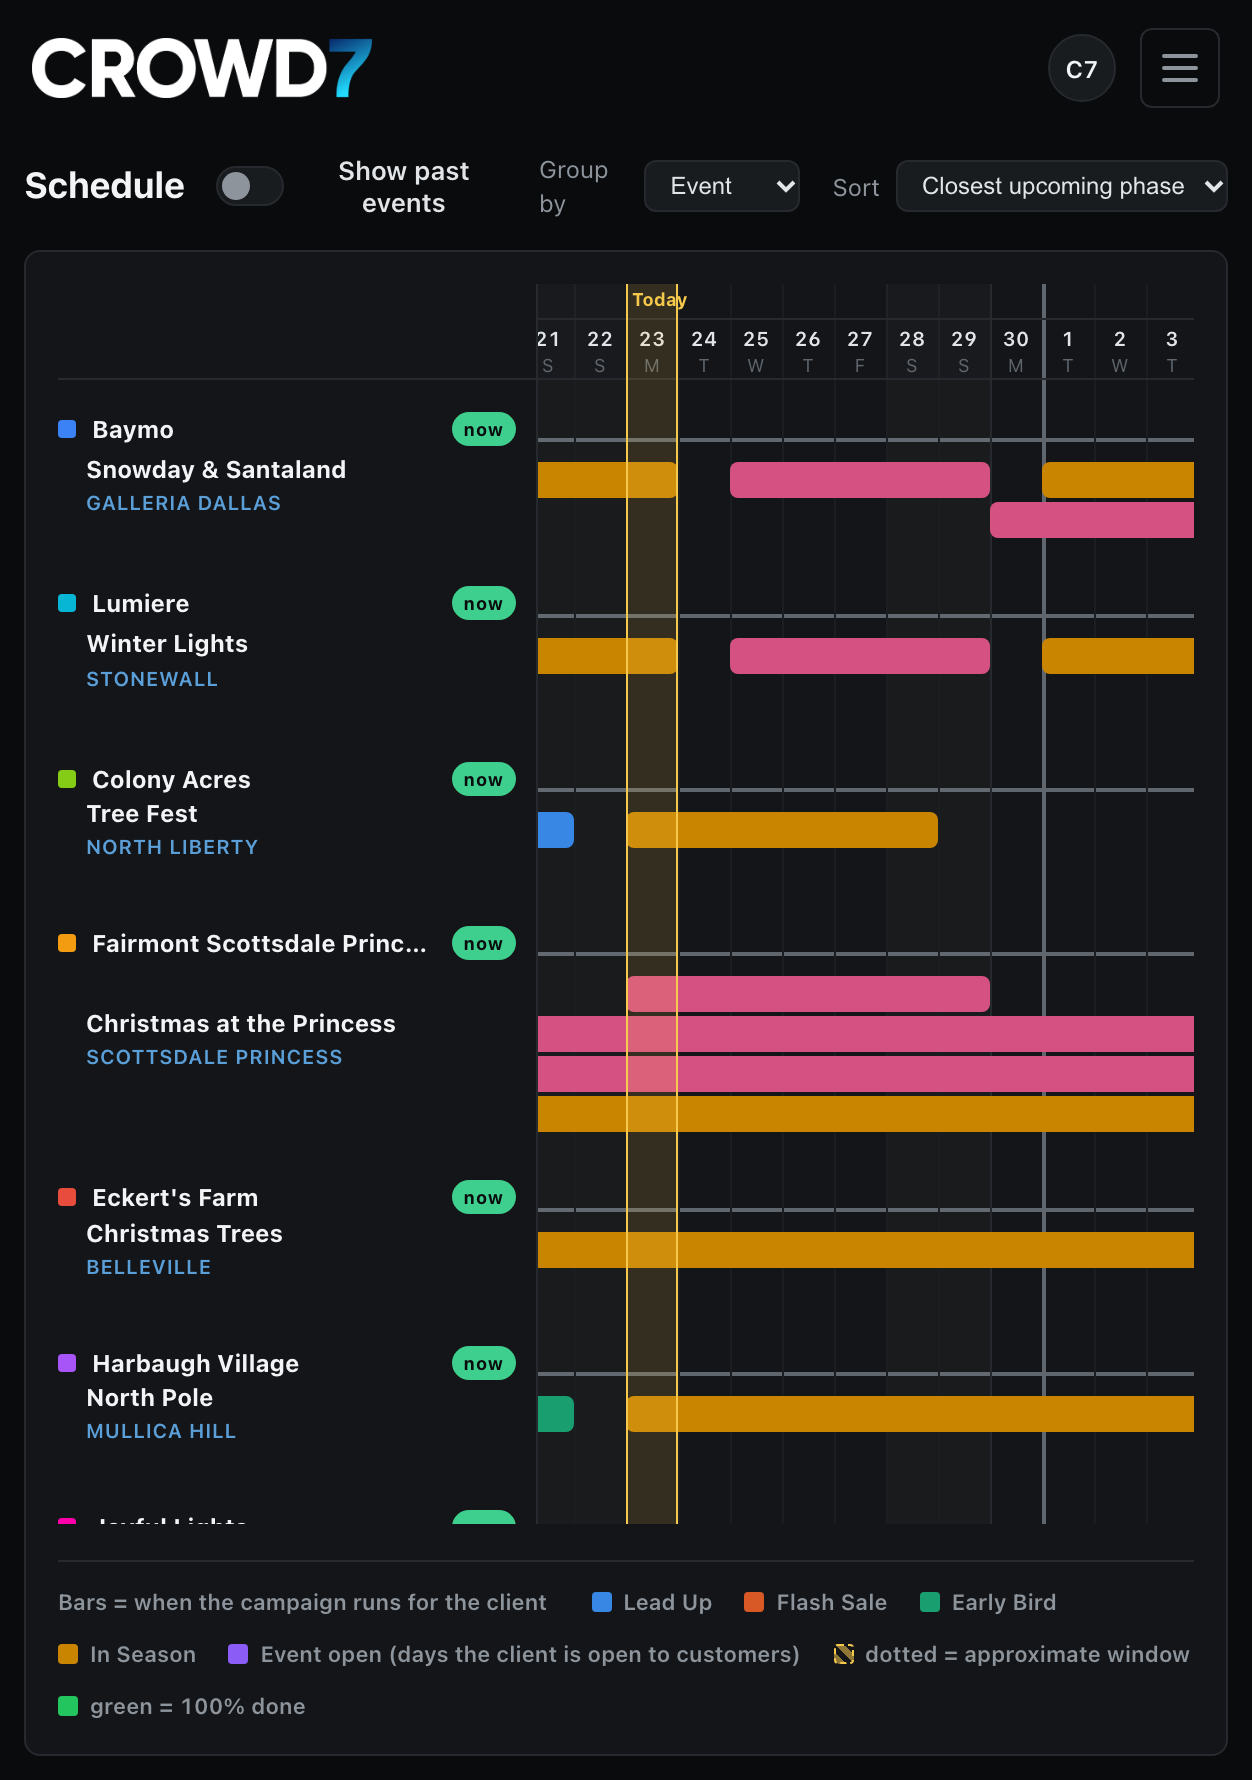 CROWD7
C7
Schedule
Show past
events
Group
by
Event
Sort
Closest upcoming phase
Today
21 22 23 24 25 26 27 28 29 30 1 2 3
S S M T W T F S S M T W T
Baymo now
Snowday & Santaland
GALLERIA DALLAS
Lumiere now
Winter Lights
STONEWALL
Colony Acres now
Tree Fest
NORTH LIBERTY
Fairmont Scottsdale Princ... now
Christmas at the Princess
SCOTTSDALE PRINCESS
Eckert's Farm now
Christmas Trees
BELLEVILLE
Harbaugh Village now
North Pole
MULLICA HILL
Joyful Lights
Bars = when the campaign runs for the client Lead Up Flash Sale Early Bird
In Season Event open (days the client is open to customers) dotted = approximate window
green = 100% done